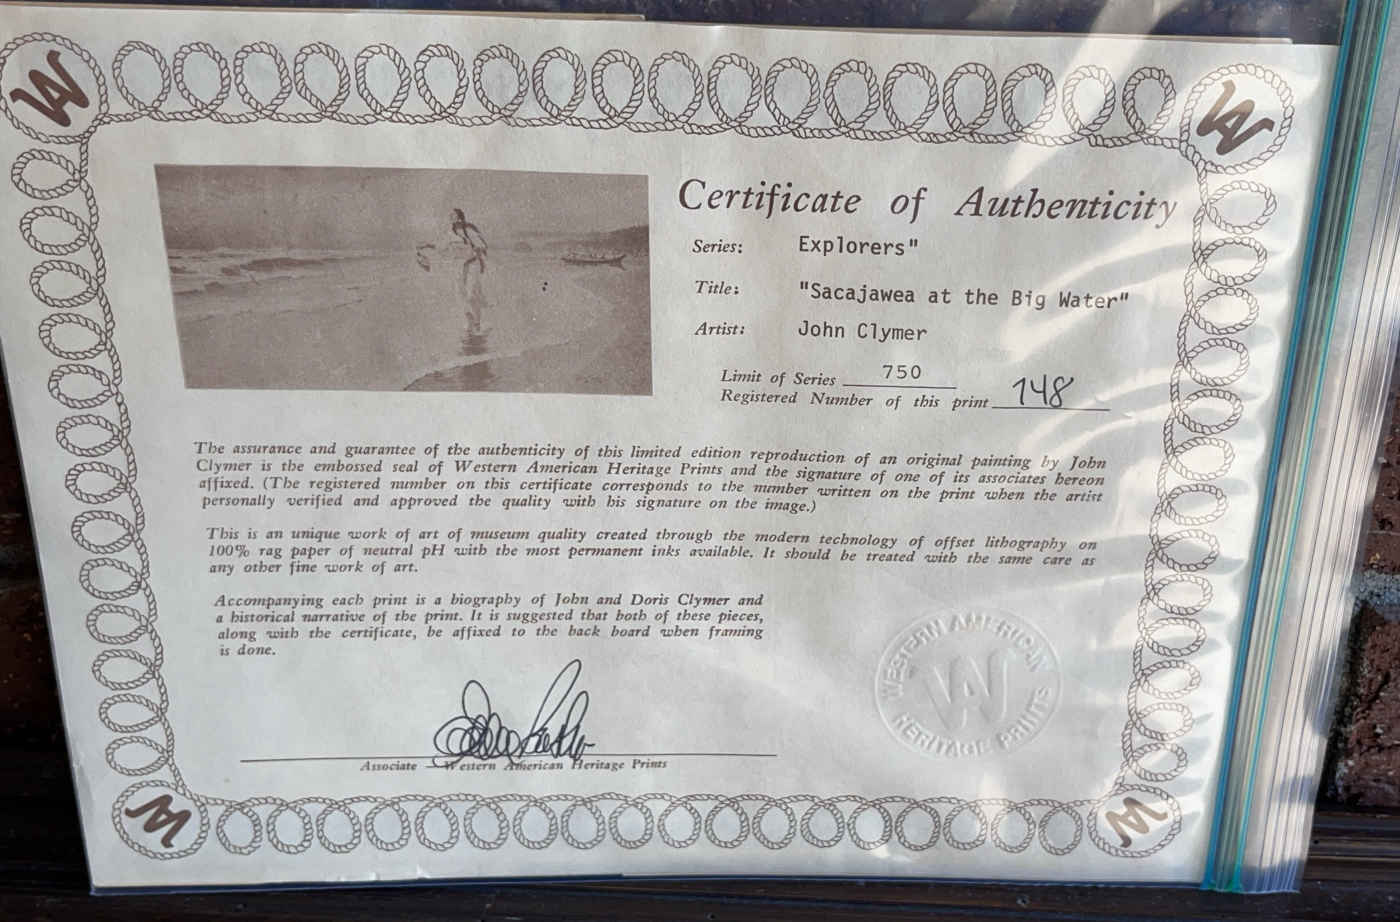 Certificate of Authenticity
Series: Explorers"
Title: "Sacajawea at the Big Water"
Artist: John Clymer
Limit of Series 750
Registered Number of this print 148
The assurance and guarantee of the authenticity of this limited edition reproduction of an original painting by John
Clymer is the embossed seal of Western American Heritage Prints and the signature of one of its associates hereon
affixed. (The registered number on this certificate corresponds to the number written on the print when the artist
personally verified and approved the quality with his signature on the image.)
This is an unique work of art of museum quality created through the modern technology of offset lithography on
100% rag paper of neutral pH with the most permanent inks available. It should be treated with the same care as
any other fine work of art.
Accompanying each print is a biography of John and Doris Clymer and
a historical narrative of the print. It is suggested that both of these pieces,
along with the certificate, be affixed to the back board when framing
is done.
Associate — Western American Heritage Prints
WESTERN AMERICAN
HERITAGE PRINTS